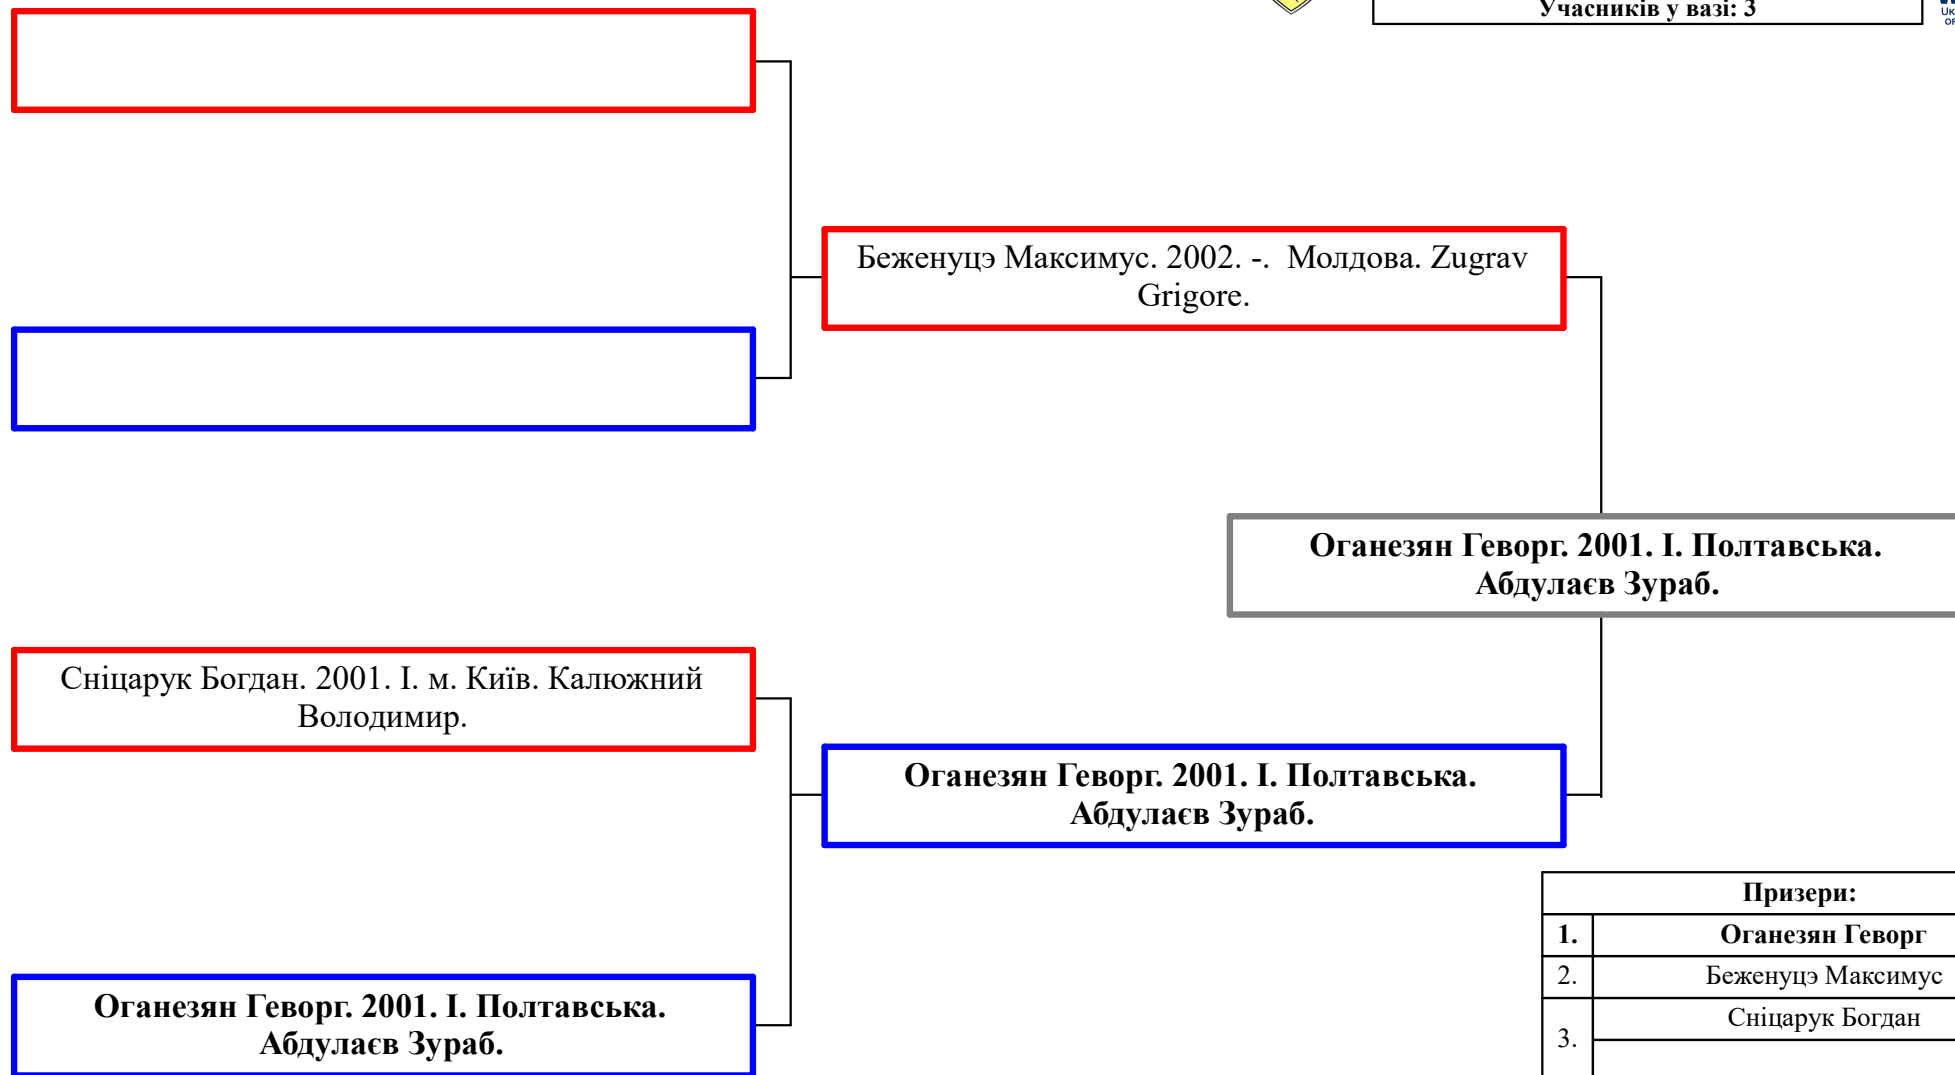 Учасників у вазі: 3
Беженуцэ Максимус. 2002. -. Молдова. Zugrav
Grigore.
Оганезян Геворг. 2001. І. Полтавська.
Абдулаєв Зураб.
Сніцарук Богдан. 2001. І. м. Київ. Калюжний
Володимир.
Оганезян Геворг. 2001. І. Полтавська.
Абдулаєв Зураб.
Оганезян Геворг. 2001. І. Полтавська.
Абдулаєв Зураб.
Призери:
1. Оганезян Геворг
2. Беженуцэ Максимус
3. Сніцарук Богдан